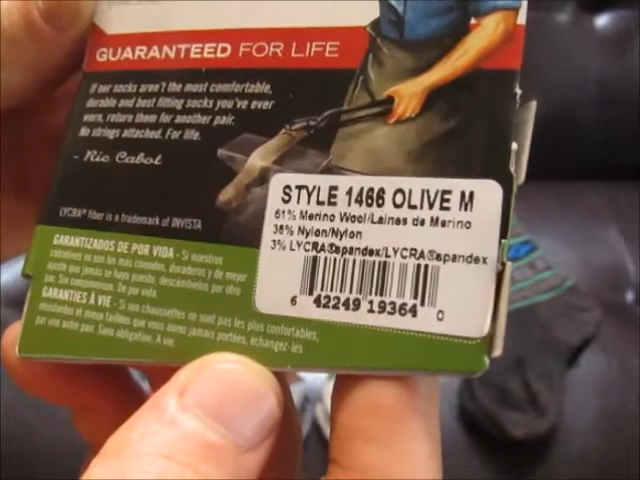 GUARANTEED FOR LIFE
If our socks aren't the most comfortable,
durable and best fitting socks you've ever
worn, return them for another pair.
No strings attached. For life.
- Ric Cabot
LYCRA® fiber is a trademark of INVISTA
STYLE 1466 OLIVE M
61% Merino Wool/Laines de Merino
36% Nylon/Nylon
3% LYCRA®spandex/LYCRA®spandex
6 42249 19364 0
GARANTIZADOS DE POR VIDA - Si nuestros
calcetines no son los más cómodos, duraderos y de mejor
ajuste que jamás se haya puesto, descámbiolos por otro
par. Sin compromisos. De por vida.
GARANTIES À VIE - Si nos chaussettes ne sont pas les plus confortables,
résistantes et mieux taillées que vous aurez jamais portées, échangez-les
par une autre paire. Sans obligation. À vie.